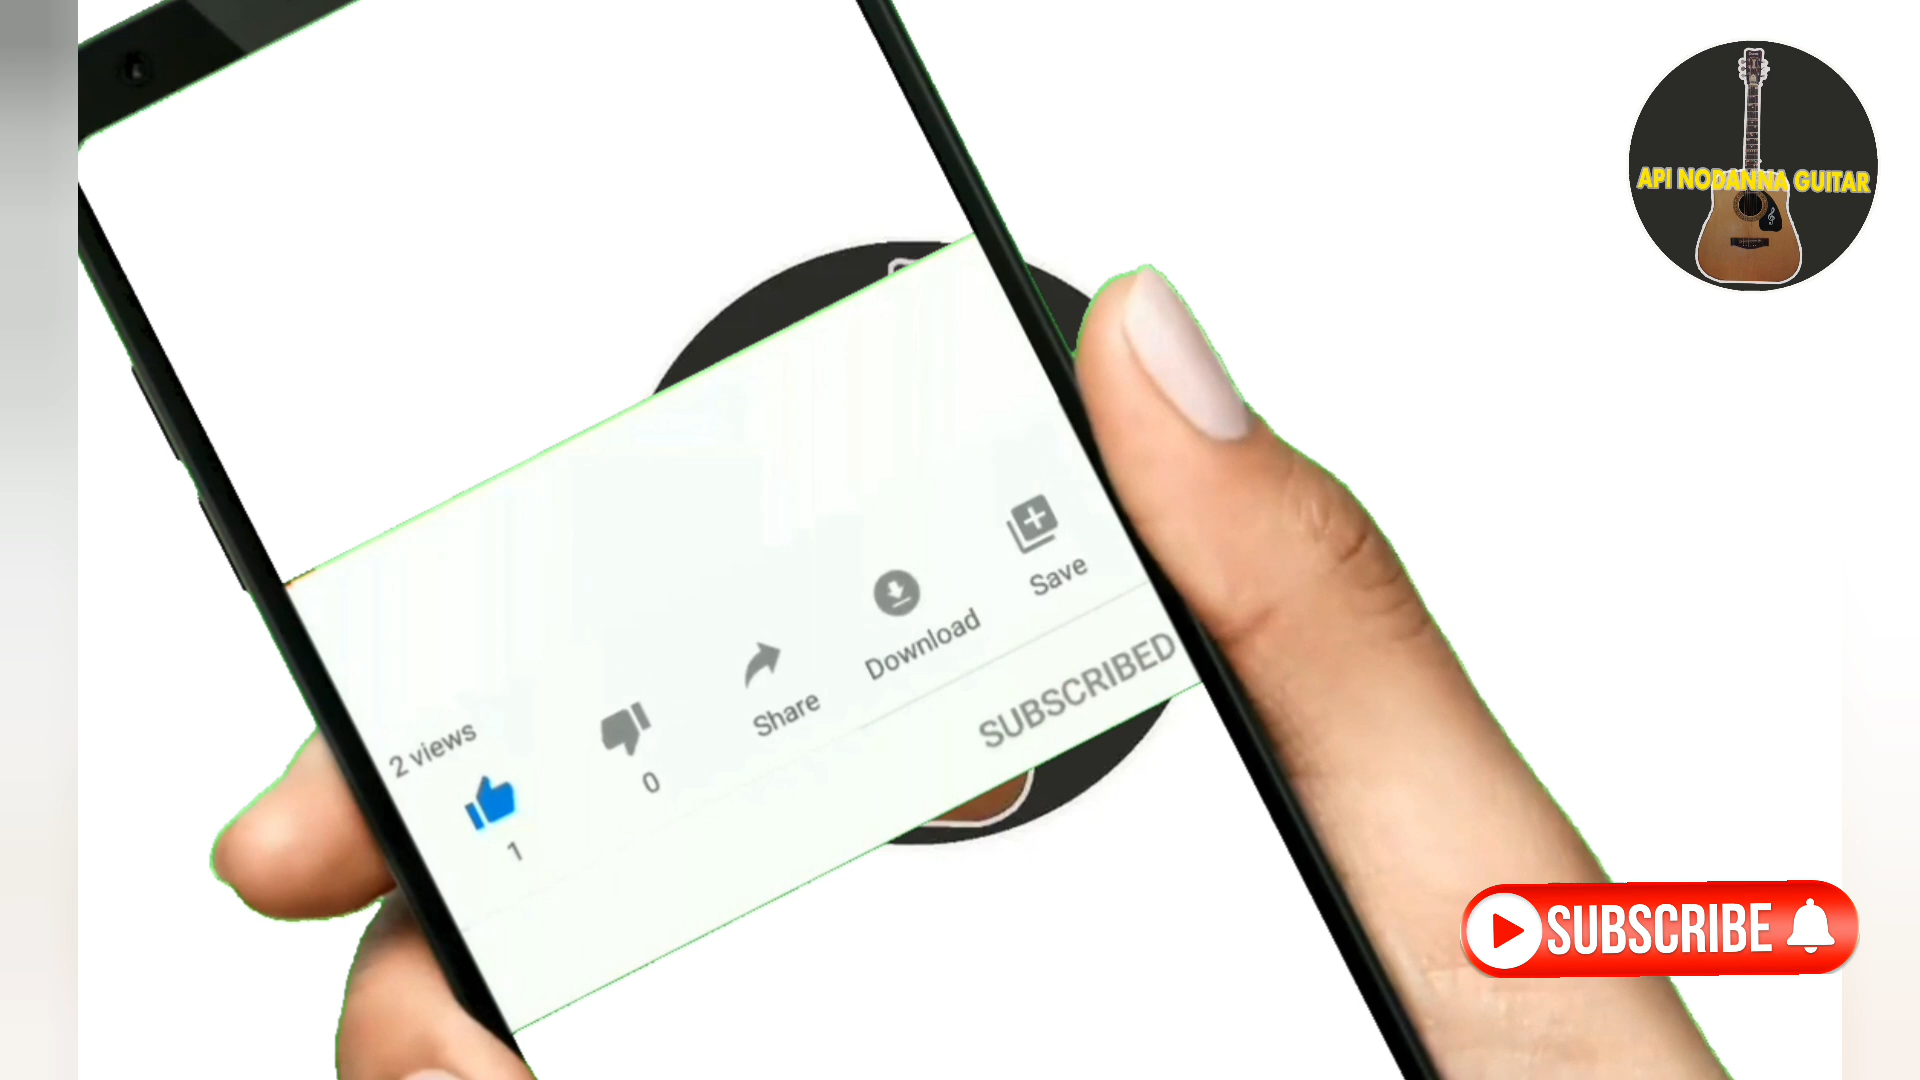 API NODANNA GUITAR
2 views
1
0
Share
Download
Save
SUBSCRIBED
SUBSCRIBE